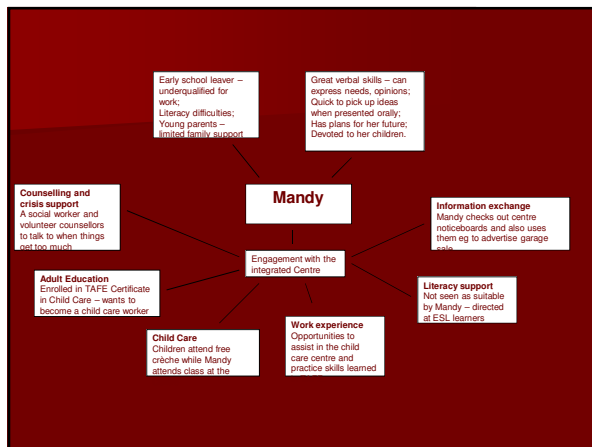 Early school leaver –
underqualified for
work;
Literacy difficulties;
Young parents –
limited family support
Great verbal skills – can
express needs, opinions;
Quick to pick up ideas
when presented orally;
Has plans for her future;
Devoted to her children.
Mandy
Counselling and
crisis support
A social worker and
volunteer counsellors
to talk to when things
get too much
Information exchange
Mandy checks out centre
noticeboards and also uses
them eg to advertise garage
sale
Engagement with the
integrated Centre
Adult Education
Enrolled in TAFE Certificate
in Child Care – wants to
become a child care worker
Literacy support
Not seen as suitable
by Mandy – directed
at ESL learners
Child Care
Children attend free
crèche while Mandy
attends class at the
Work experience
Opportunities to
assist in the child
care centre and
practice skills learned